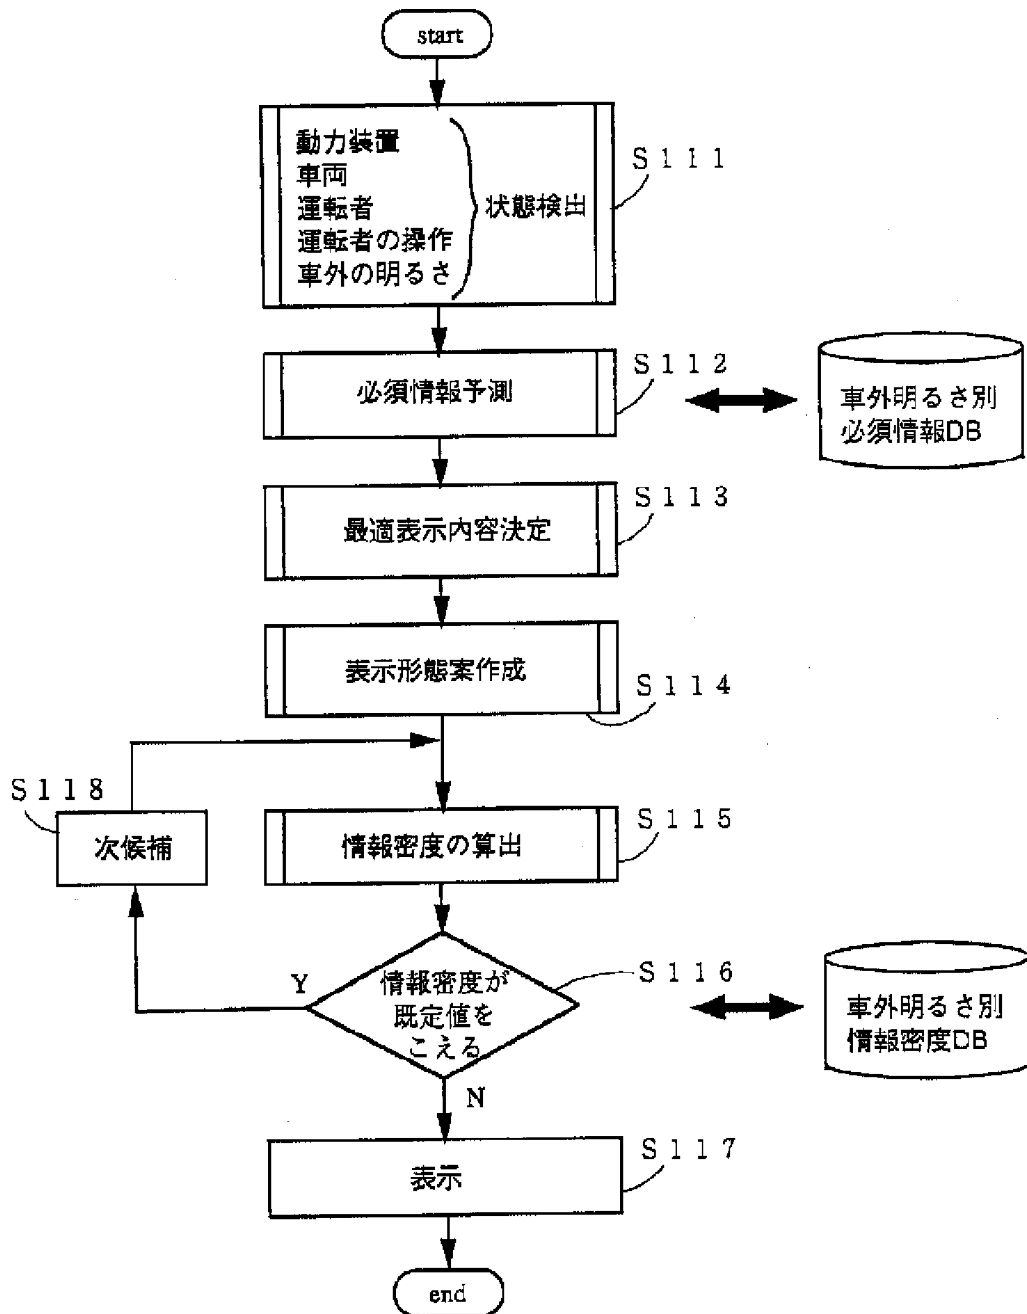 start
動力装置
車両
運転者
運転者の操作
車外の明るさ
状態検出
S111
必須情報予測
S112
車外明るさ別
必須情報DB
最適表示内容決定
S113
表示形態案作成
S114
S118
次候補
情報密度の算出
S115
Y
情報密度が
既定値を
こえる
S116
車外明るさ別
情報密度DB
N
表示
S117
end